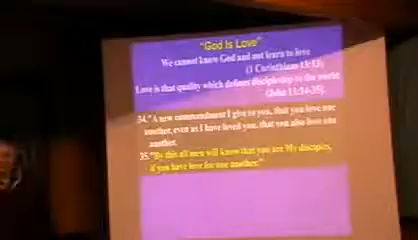 "God Is Love"
We cannot know God and not learn to love
(1 Corinthians 13:13)
Love is that quality which defines discipleship to the world
(John 13:34-35).
34."A new commandment I give to you, that you love one
another, even as I have loved you, that you also love one
another.
35."By this all men will know that you are My disciples,
if you have love for one another."